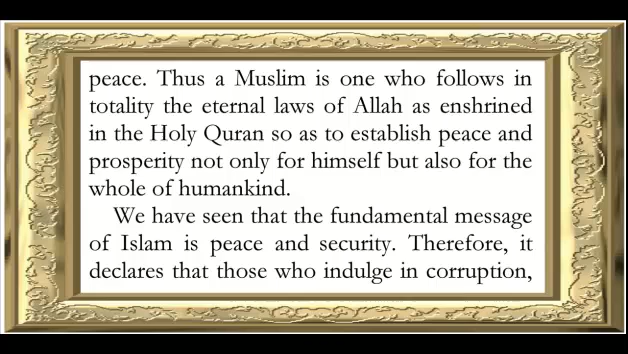 peace. Thus a Muslim is one who follows in
totality the eternal laws of Allah as enshrined
in the Holy Quran so as to establish peace and
prosperity not only for himself but also for the
whole of humankind.
We have seen that the fundamental message
of Islam is peace and security. Therefore, it
declares that those who indulge in corruption,